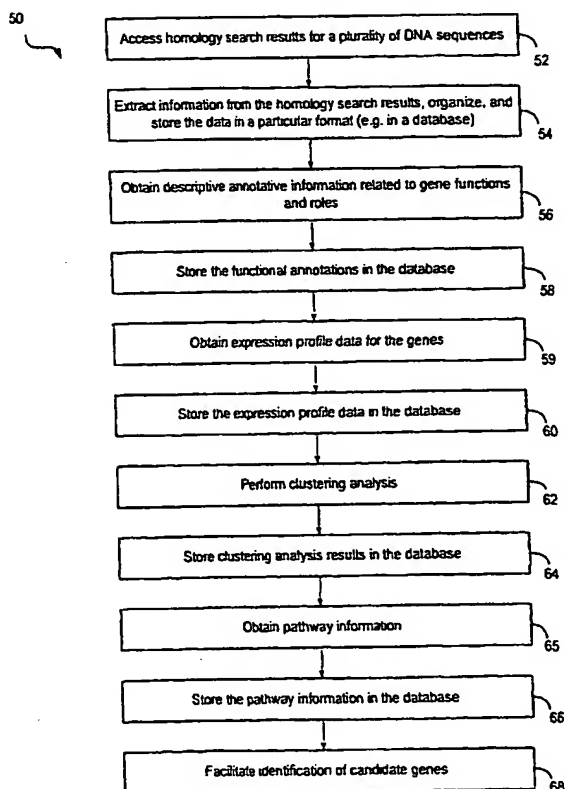 50
Access homology search results for a plurality of DNA sequences
52
Extract information from the homology search results, organize, and
store the data in a particular format (e.g. in a database)
54
Obtain descriptive annotative information related to gene functions
and roles
56
Store the functional annotations in the database
58
Obtain expression profile data for the genes
59
Store the expression profile data in the database
60
Perform clustering analysis
62
Store clustering analysis results in the database
64
Obtain pathway information
65
Store the pathway information in the database
66
Facilitate identification of candidate genes
68